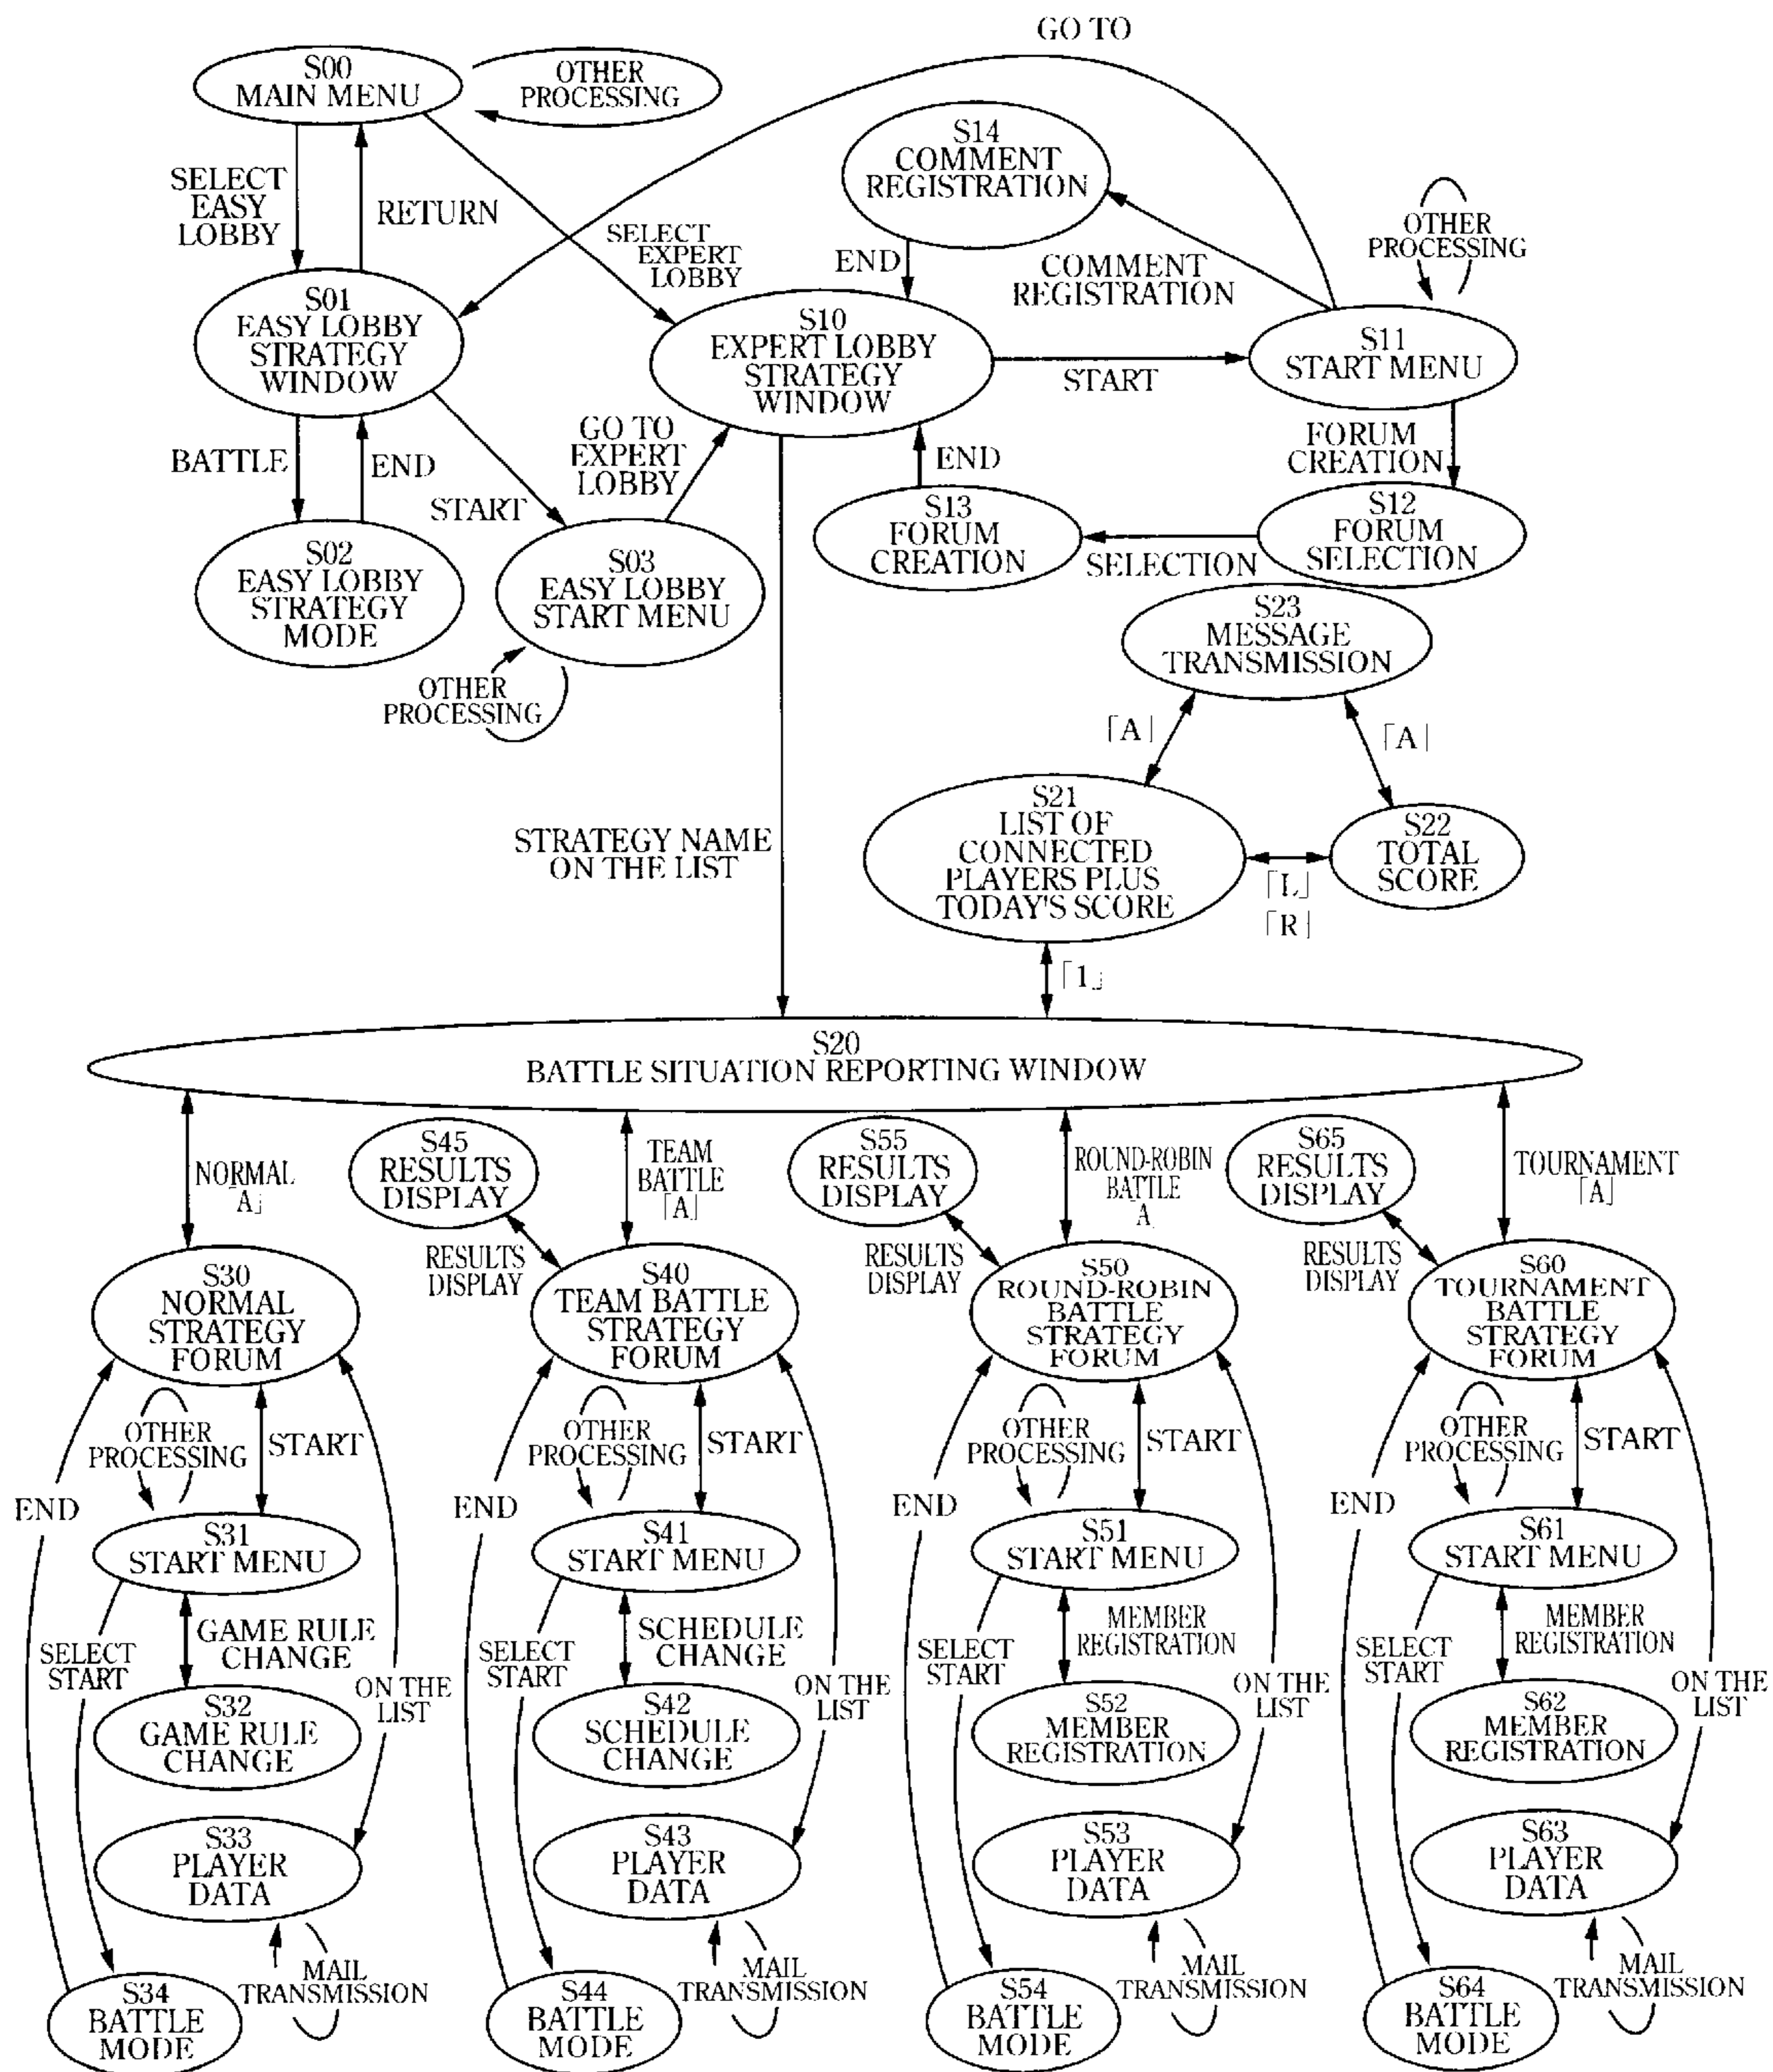 GO TO
S00
MAIN MENU
OTHER
PROCESSING
SELECT
EASY
LOBBY
RETURN
SELECT
EXPERT
LOBBY
S14
COMMENT
REGISTRATION
END
COMMENT
REGISTRATION
OTHER
PROCESSING
S01
EASY LOBBY
STRATEGY
WINDOW
S10
EXPERT LOBBY
STRATEGY
WINDOW
START
S11
START MENU
BATTLE
END
START
GO TO
EXPERT
LOBBY
END
FORUM
CREATION
S02
EASY LOBBY
STRATEGY
MODE
S03
EASY LOBBY
START MENU
S13
FORUM
CREATION
SELECTION
S12
FORUM
SELECTION
OTHER
PROCESSING
S23
MESSAGE
TRANSMISSION
「A」
「A」
STRATEGY NAME
ON THE LIST
S21
LIST OF
CONNECTED
PLAYERS PLUS
TODAY'S SCORE
「L」
「R」
S22
TOTAL
SCORE
「1」
S20
BATTLE SITUATION REPORTING WINDOW
NORMAL
「A」
S45
RESULTS
DISPLAY
TEAM
BATTLE
「A」
S55
RESULTS
DISPLAY
ROUND-ROBIN
BATTLE
「A」
S65
RESULTS
DISPLAY
TOURNAMENT
「A」
RESULTS
DISPLAY
RESULTS
DISPLAY
RESULTS
DISPLAY
S30
NORMAL
STRATEGY
FORUM
S40
TEAM BATTLE
STRATEGY
FORUM
S50
ROUND-ROBIN
BATTLE
STRATEGY
FORUM
S60
TOURNAMENT
BATTLE
STRATEGY
FORUM
END
OTHER
PROCESSING
START
END
OTHER
PROCESSING
START
END
OTHER
PROCESSING
START
END
OTHER
PROCESSING
START
S31
START MENU
S41
START MENU
S51
START MENU
S61
START MENU
SELECT
START
GAME RULE
CHANGE
ON THE
LIST
SELECT
START
SCHEDULE
CHANGE
ON THE
LIST
SELECT
START
MEMBER
REGISTRATION
ON THE
LIST
SELECT
START
MEMBER
REGISTRATION
ON THE
LIST
S32
GAME RULE
CHANGE
S42
SCHEDULE
CHANGE
S52
MEMBER
REGISTRATION
S62
MEMBER
REGISTRATION
S33
PLAYER
DATA
S43
PLAYER
DATA
S53
PLAYER
DATA
S63
PLAYER
DATA
S34
BATTLE
MODE
MAIL
TRANSMISSION
S44
BATTLE
MODE
MAIL
TRANSMISSION
S54
BATTLE
MODE
MAIL
TRANSMISSION
S64
BATTLE
MODE
MAIL
TRANSMISSION